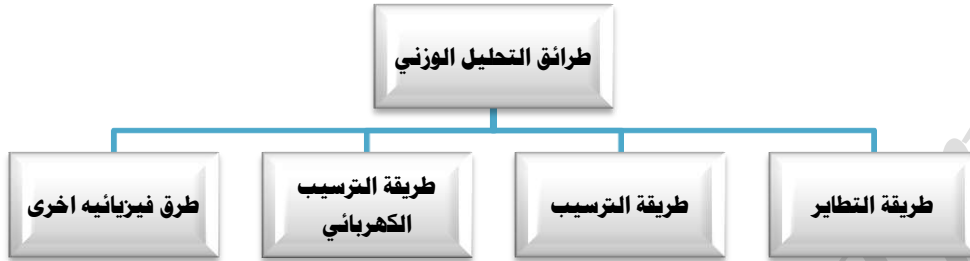 طرائق التحليل الوزني
طريقة التطاير
طريقة الترسيب
طريقة الترسيب
الكهربائي
طرق فيزيائيه اخرى